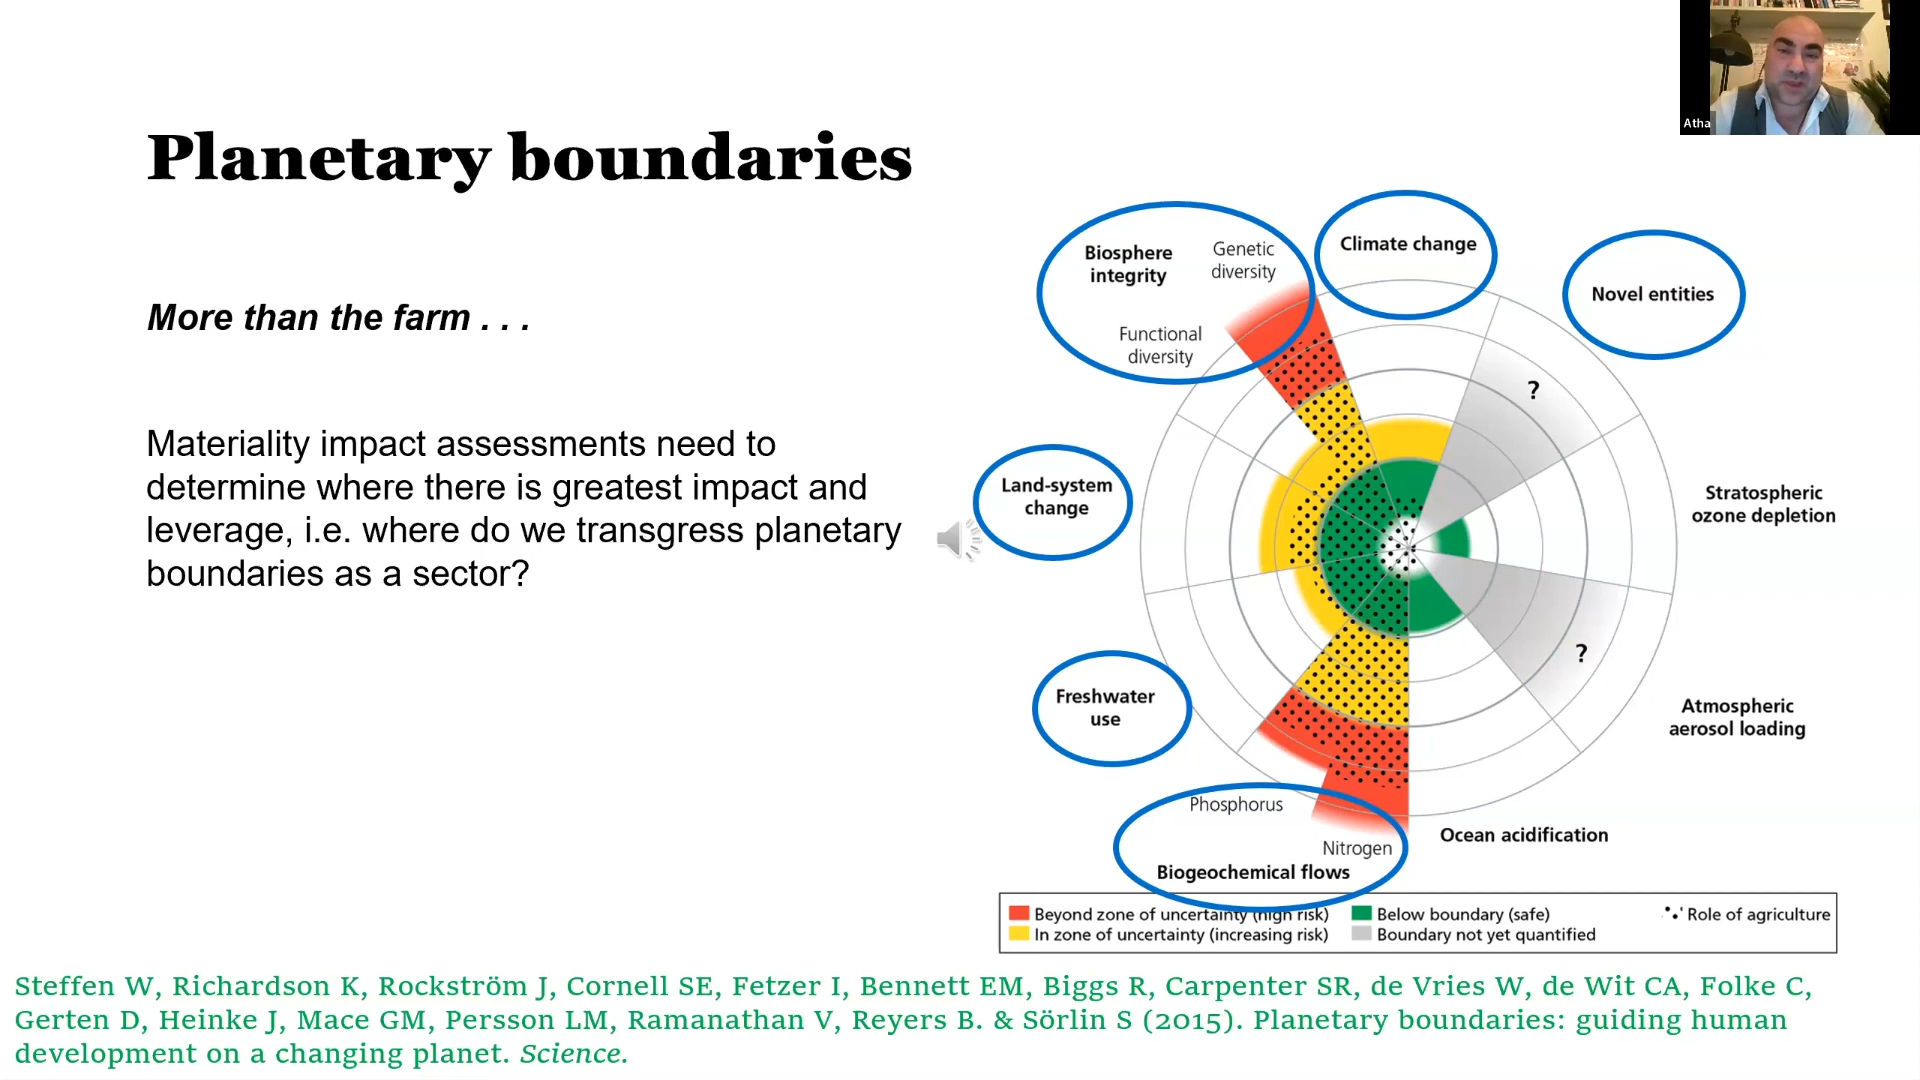 Planetary boundaries
More than the farm . . .
Materiality impact assessments need to
determine where there is greatest impact and
leverage, i.e. where do we transgress planetary
boundaries as a sector?
Atha
Biosphere
integrity
Genetic
diversity
Functional
diversity
Climate change
Novel entities
?
Land-system
change
Stratospheric
ozone depletion
Freshwater
use
?
Atmospheric
aerosol loading
Phosphorus
Nitrogen
Biogeochemical flows
Ocean acidification
Beyond zone of uncertainty (high risk)
In zone of uncertainty (increasing risk)
Below boundary (safe)
Boundary not yet quantified
Role of agriculture
Steffen W, Richardson K, Rockström J, Cornell SE, Fetzer I, Bennett EM, Biggs R, Carpenter SR, de Vries W, de Wit CA, Folke C,
Gerten D, Heinke J, Mace GM, Persson LM, Ramanathan V, Reyers B. & Sörlin S (2015). Planetary boundaries: guiding human
development on a changing planet. Science.